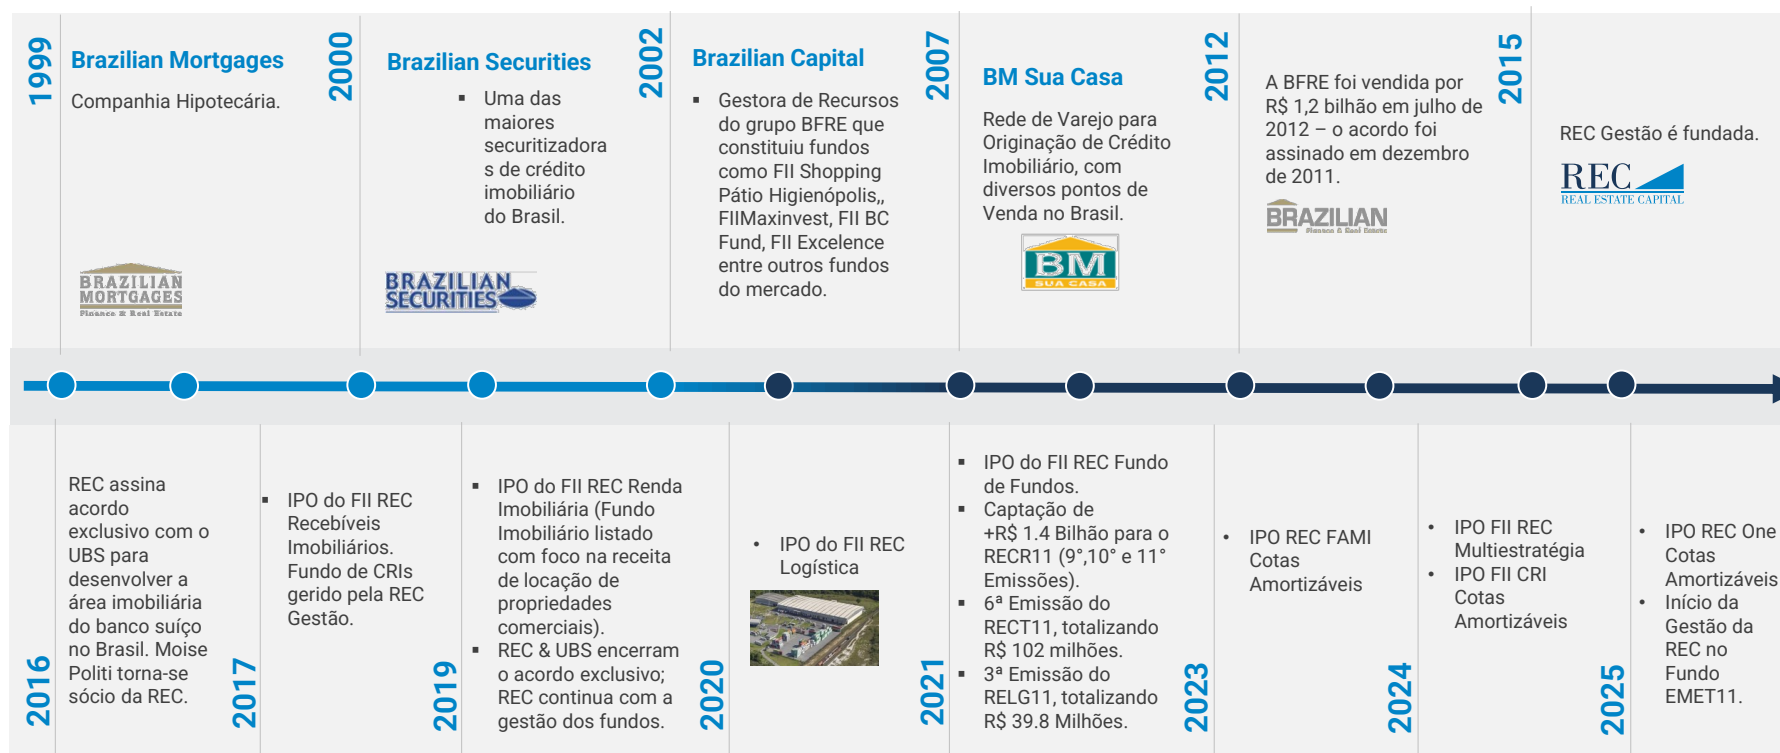 1999
Brazilian Mortgages
Companhia Hipotecária.
BRAZILIAN
MORTGAGES
Finance & Real Estate
2000
Brazilian Securities
▪ Uma das
maiores
securitizadora
s de crédito
imobiliário
do Brasil.
BRAZILIAN
SECURITIES
2002
Brazilian Capital
▪ Gestora de Recursos
do grupo BFRE que
constituiu fundos
como FII Shopping
Pátio Higienópolis,,
FIIMaxinvest, FII BC
Fund, FII Excelence
entre outros fundos
do mercado.
2007
BM Sua Casa
Rede de Varejo para
Originação de Crédito
Imobiliário, com
diversos pontos de
Venda no Brasil.
BM
SUA CASA
2012
A BFRE foi vendida por
R$ 1,2 bilhão em julho de
2012 – o acordo foi
assinado em dezembro
de 2011.
BRAZILIAN
Finance & Real Estate
2015
REC Gestão é fundada.
REC
REAL ESTATE CAPITAL
2016
REC assina
acordo
exclusivo com o
UBS para
desenvolver a
área imobiliária
do banco suíço
no Brasil. Moise
Politi torna-se
sócio da REC.
2017
▪ IPO do FII REC
Recebíveis
Imobiliários.
Fundo de CRIs
gerido pela REC
Gestão.
2019
▪ IPO do FII REC Renda
Imobiliária (Fundo
Imobiliário listado
com foco na receita
de locação de
propriedades
comerciais).
▪ REC & UBS encerram
o acordo exclusivo;
REC continua com a
gestão dos fundos.
2020
• IPO do FII REC
Logística
2021
▪ IPO do FII REC Fundo
de Fundos.
▪ Captação de
+R$ 1.4 Bilhão para o
RECR11 (9°,10° e 11°
Emissões).
▪ 6ª Emissão do
RECT11, totalizando
R$ 102 milhões.
▪ 3ª Emissão do
RELG11, totalizando
R$ 39.8 Milhões.
2023
• IPO REC FAMI
Cotas
Amortizáveis
2024
• IPO FII REC
Multiestratégia
• IPO FII CRI
Cotas
Amortizáveis
2025
• IPO REC One
Cotas
Amortizáveis
• Início da
Gestão da
REC no
Fundo
EMET11.